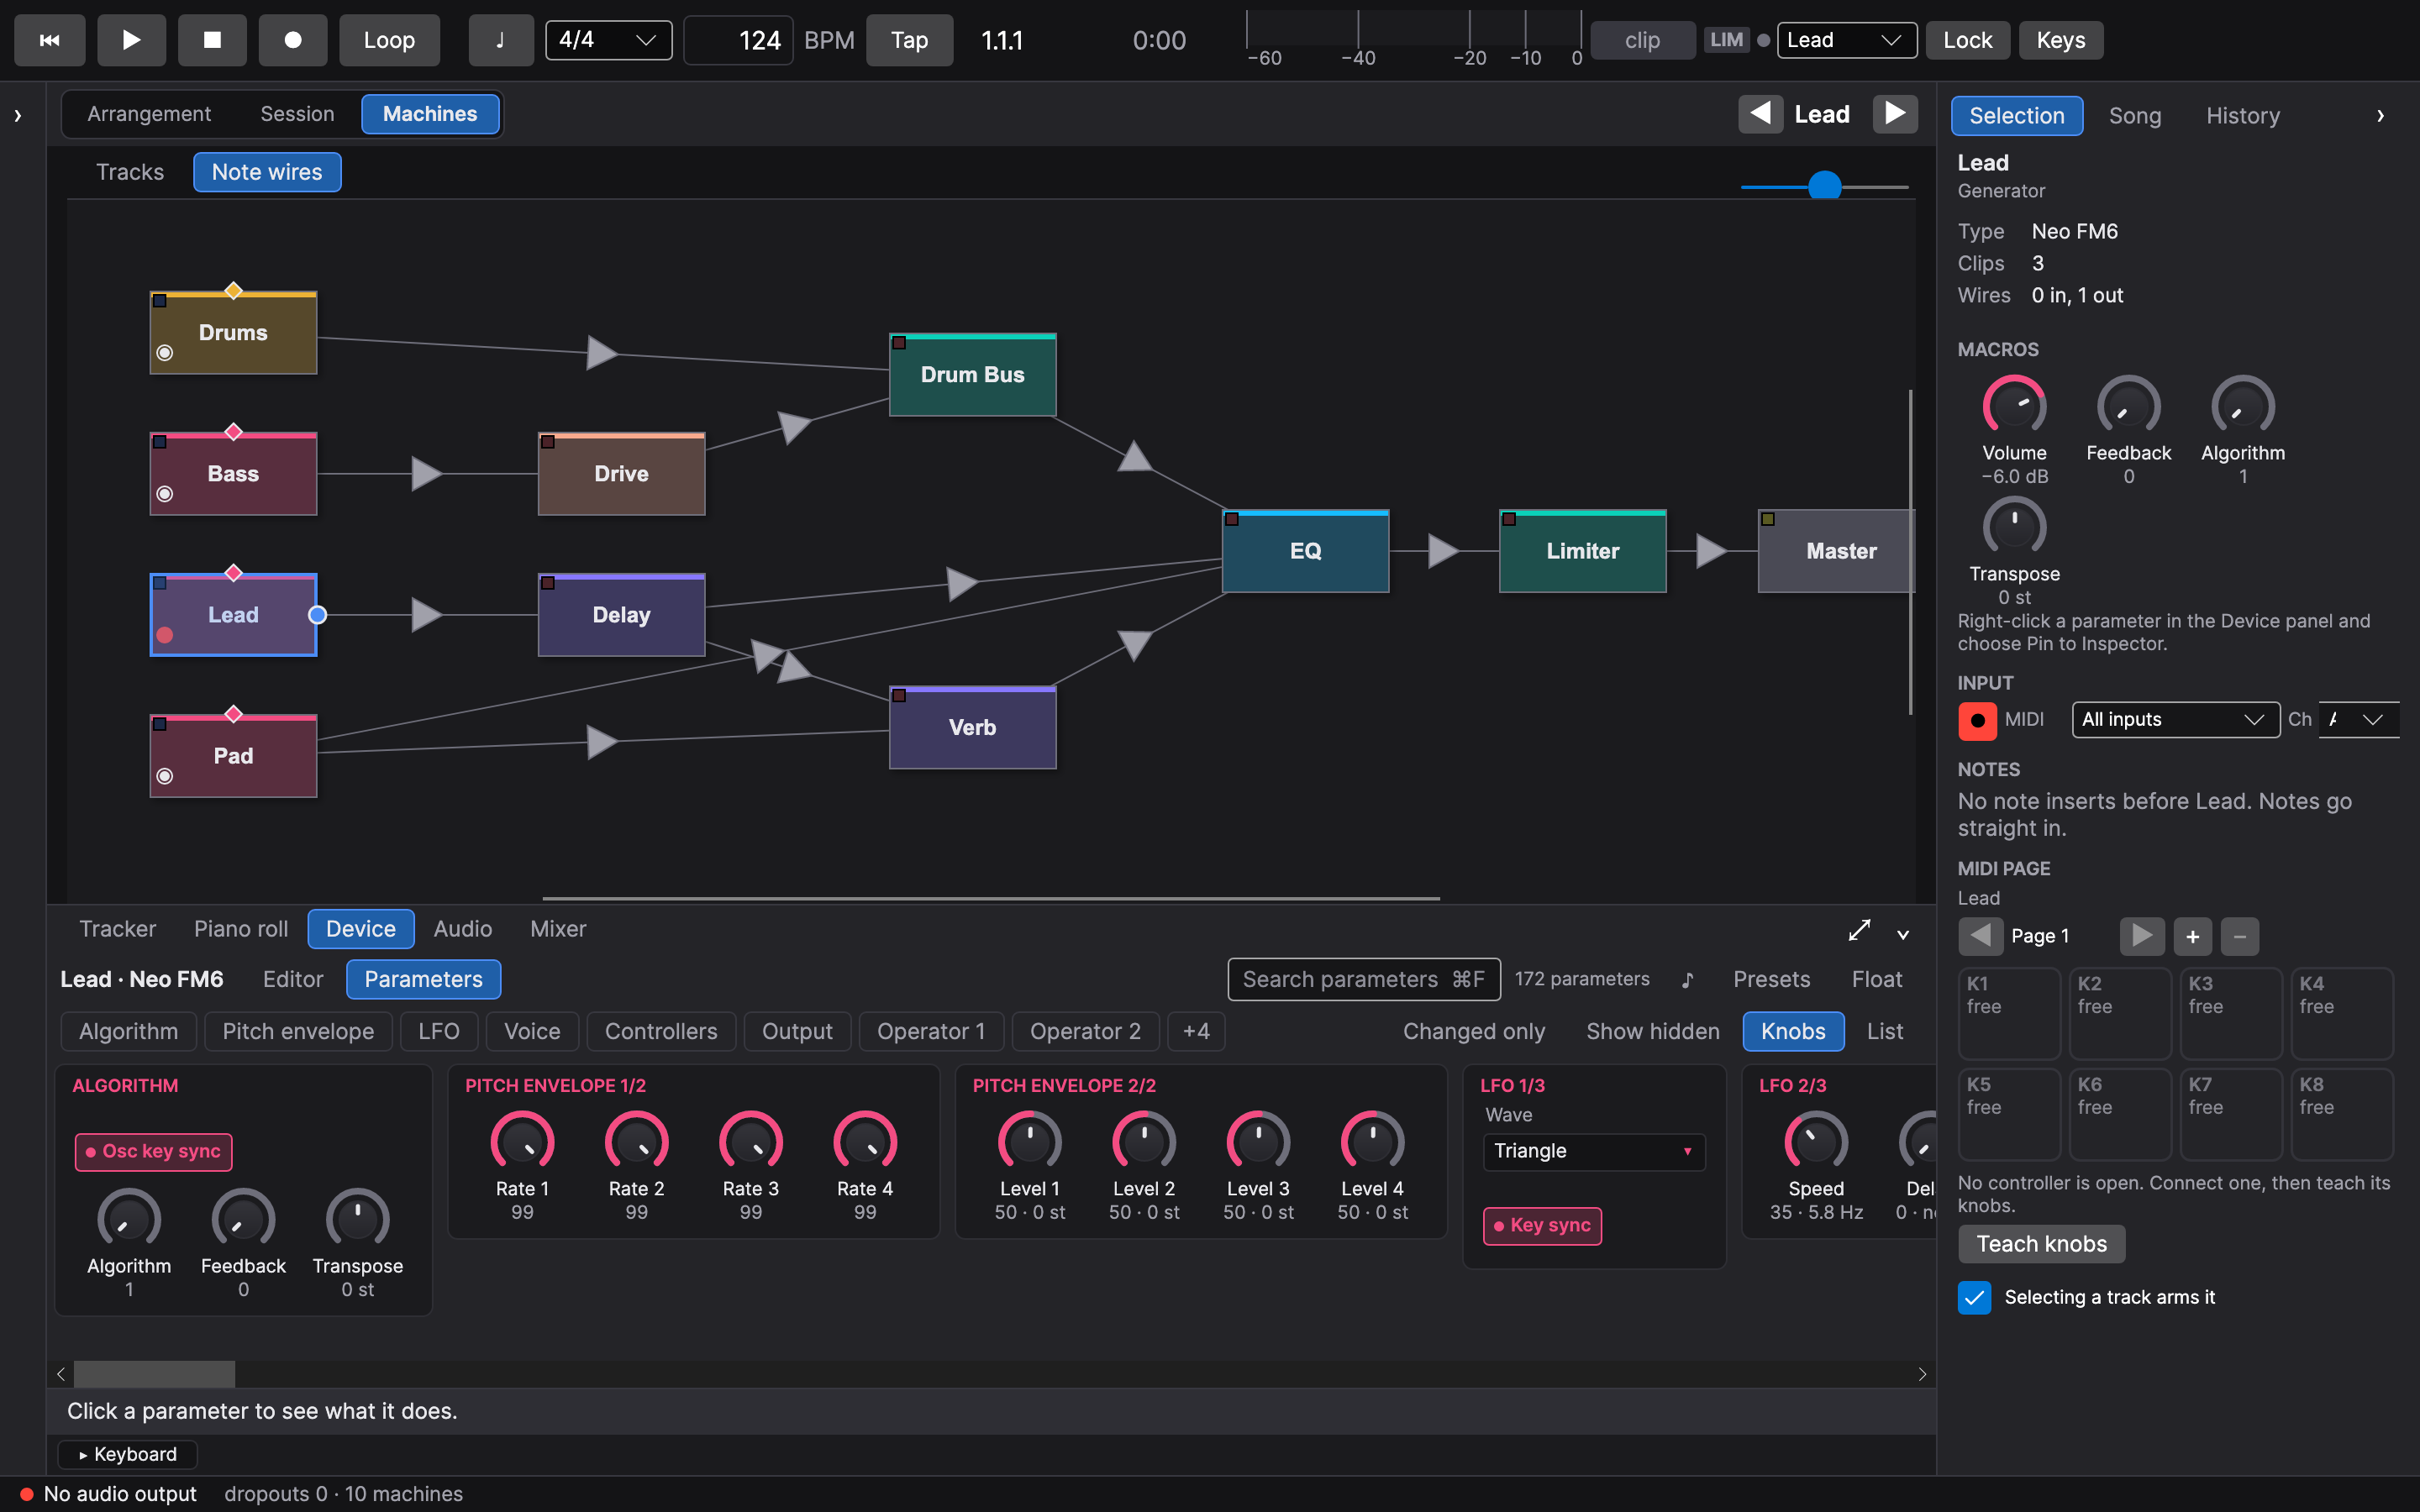 Loop
4/4
124 BPM
Tap
1.1.1
0:00
−60 −40 −20 −10 0
clip
LIM
Lead
Lock
Keys
Arrangement Session Machines
Lead
Tracks Note wires
Drums
Drum Bus
Bass
Drive
EQ
Limiter
Master
Lead
Delay
Verb
Pad
Selection Song History
Lead
Generator
Type Neo FM6
Clips 3
Wires 0 in, 1 out
MACROS
Volume Feedback Algorithm
−6.0 dB 0 1
Transpose
0 st
Right-click a parameter in the Device panel and
choose Pin to Inspector.
INPUT
MIDI All inputs Ch
NOTES
No note inserts before Lead. Notes go
straight in.
MIDI PAGE
Lead
Page 1 + −
K1 K2 K3 K4
free free free free
K5 K6 K7 K8
free free free free
No controller is open. Connect one, then teach its
knobs.
Teach knobs
Selecting a track arms it
Tracker Piano roll Device Audio Mixer
Lead · Neo FM6 Editor Parameters
Search parameters ⌘F 172 parameters Presets Float
Algorithm Pitch envelope LFO Voice Controllers Output Operator 1 Operator 2 +4
Changed only Show hidden Knobs List
ALGORITHM
Osc key sync
Algorithm Feedback Transpose
1 0 0 st
PITCH ENVELOPE 1/2
Rate 1 Rate 2 Rate 3 Rate 4
99 99 99 99
PITCH ENVELOPE 2/2
Level 1 Level 2 Level 3 Level 4
50 · 0 st 50 · 0 st 50 · 0 st 50 · 0 st
LFO 1/3
Wave
Triangle
Key sync
LFO 2/3
Speed
35 · 5.8 Hz
Click a parameter to see what it does.
Keyboard
No audio output dropouts 0 · 10 machines